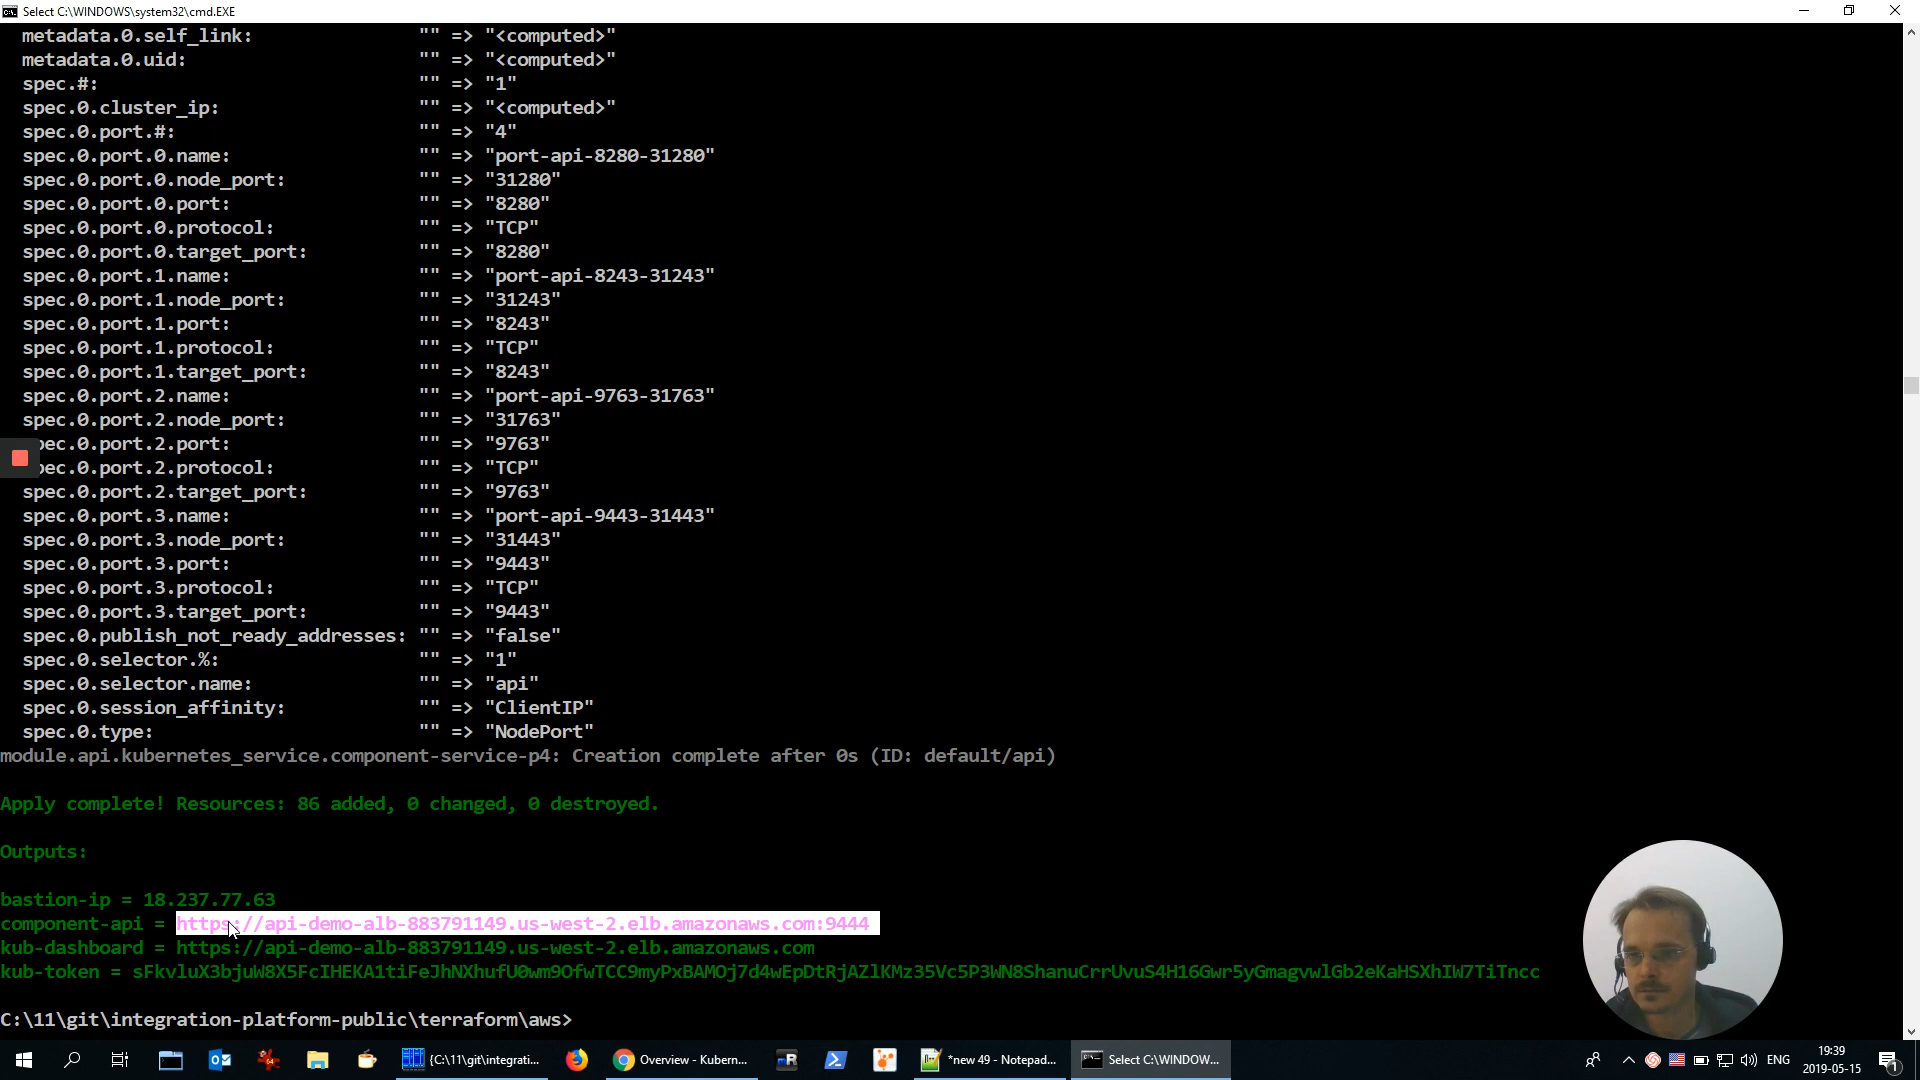 Select C:\WINDOWS\system32\cmd.EXE
metadata.0.self_link: "" => "<computed>"
metadata.0.uid: "" => "<computed>"
spec.#: "" => "1"
spec.0.cluster_ip: "" => "<computed>"
spec.0.port.#: "" => "4"
spec.0.port.0.name: "" => "port-api-8280-31280"
spec.0.port.0.node_port: "" => "31280"
spec.0.port.0.port: "" => "8280"
spec.0.port.0.protocol: "" => "TCP"
spec.0.port.0.target_port: "" => "8280"
spec.0.port.1.name: "" => "port-api-8243-31243"
spec.0.port.1.node_port: "" => "31243"
spec.0.port.1.port: "" => "8243"
spec.0.port.1.protocol: "" => "TCP"
spec.0.port.1.target_port: "" => "8243"
spec.0.port.2.name: "" => "port-api-9763-31763"
spec.0.port.2.node_port: "" => "31763"
pec.0.port.2.port: "" => "9763"
pec.0.port.2.protocol: "" => "TCP"
spec.0.port.2.target_port: "" => "9763"
spec.0.port.3.name: "" => "port-api-9443-31443"
spec.0.port.3.node_port: "" => "31443"
spec.0.port.3.port: "" => "9443"
spec.0.port.3.protocol: "" => "TCP"
spec.0.port.3.target_port: "" => "9443"
spec.0.publish_not_ready_addresses: "" => "false"
spec.0.selector.%: "" => "1"
spec.0.selector.name: "" => "api"
spec.0.session_affinity: "" => "ClientIP"
spec.0.type: "" => "NodePort"
module.api.kubernetes_service.component-service-p4: Creation complete after 0s (ID: default/api)
Apply complete! Resources: 86 added, 0 changed, 0 destroyed.
Outputs:
bastion-ip = 18.237.77.63
component-api = https://api-demo-alb-883791149.us-west-2.elb.amazonaws.com:9444
kub-dashboard = https://api-demo-alb-883791149.us-west-2.elb.amazonaws.com
kub-token = sFkvluX3bjuW8X5FcIHEKA1tiFeJhNXhufU0wm9OfwTCC9myPxBAMOj7d4wEpDtRjAZlKMz35Vc5P3WN8ShanuCrrUvuS4H16Gwr5yGmagvwlGb2eKaHSXhIW7TiTncc
C:\11\git\integration-platform-public\terraform\aws>
{C:\11\git\integrati... Overview - Kubern... mR *new 49 - Notepad... Select C:\WINDOW... ENG 19:39
2019-05-15
1